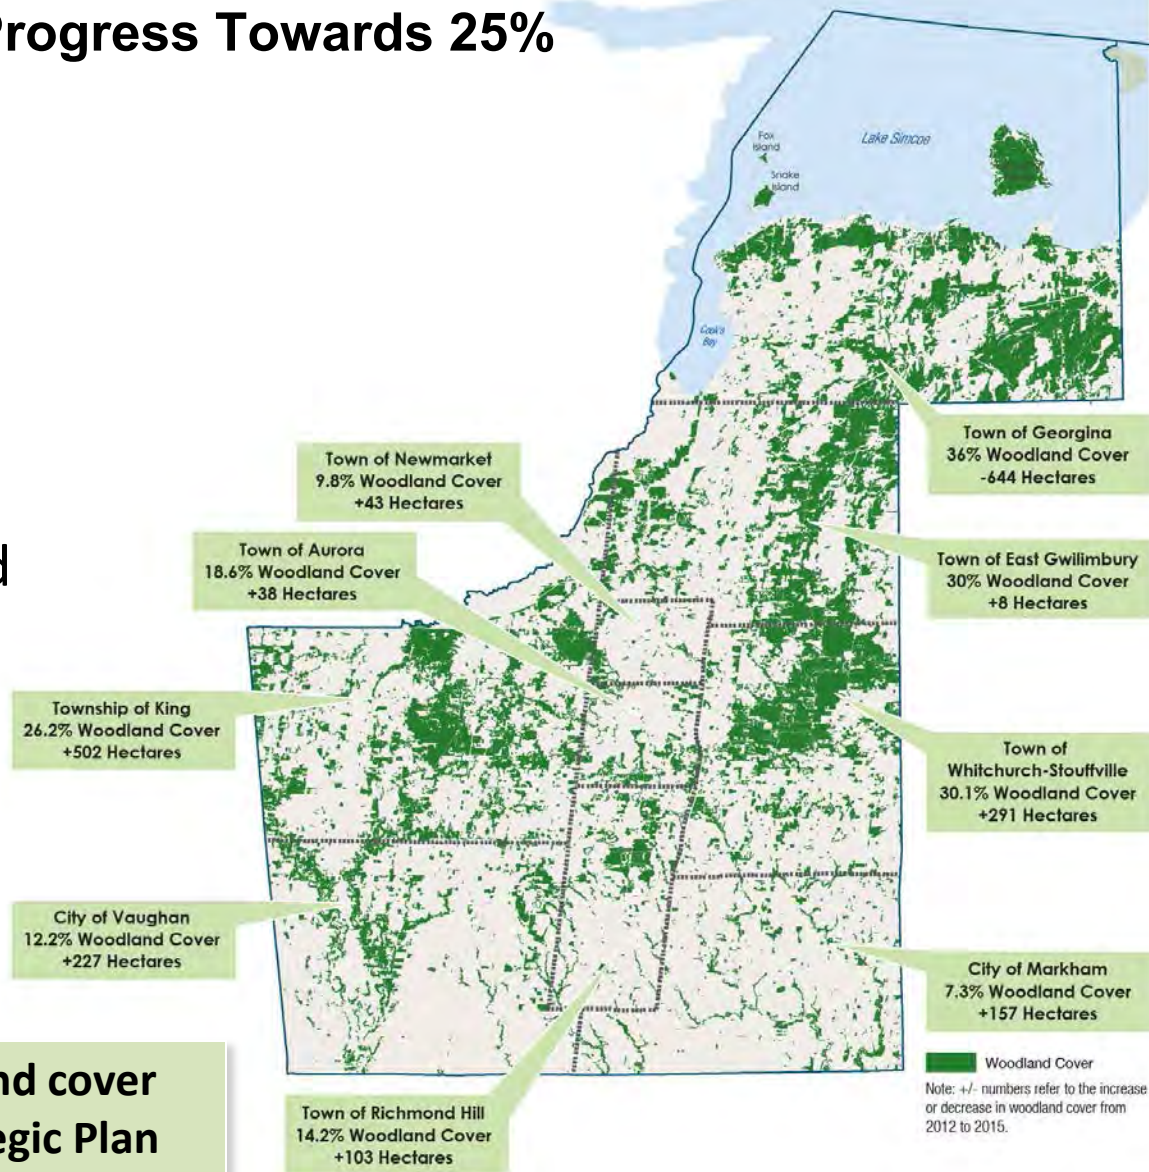 Progress Towards 25%
Fox
Island
Lake Simcoe
Snake
Island
Cook's
Bay
Town of Georgina
36% Woodland Cover
-644 Hectares
Town of Newmarket
9.8% Woodland Cover
+43 Hectares
Town of Aurora
18.6% Woodland Cover
+38 Hectares
d
Town of East Gwillimbury
30% Woodland Cover
+8 Hectares
Township of King
26.2% Woodland Cover
+502 Hectares
Town of
Whitchurch-Stouffville
30.1% Woodland Cover
+291 Hectares
City of Vaughan
12.2% Woodland Cover
+227 Hectares
City of Markham
7.3% Woodland Cover
+157 Hectares
Woodland Cover
Note: +/- numbers refer to the increase
or decrease in woodland cover from
2012 to 2015.
nd cover
egic Plan
Town of Richmond Hill
14.2% Woodland Cover
+103 Hectares